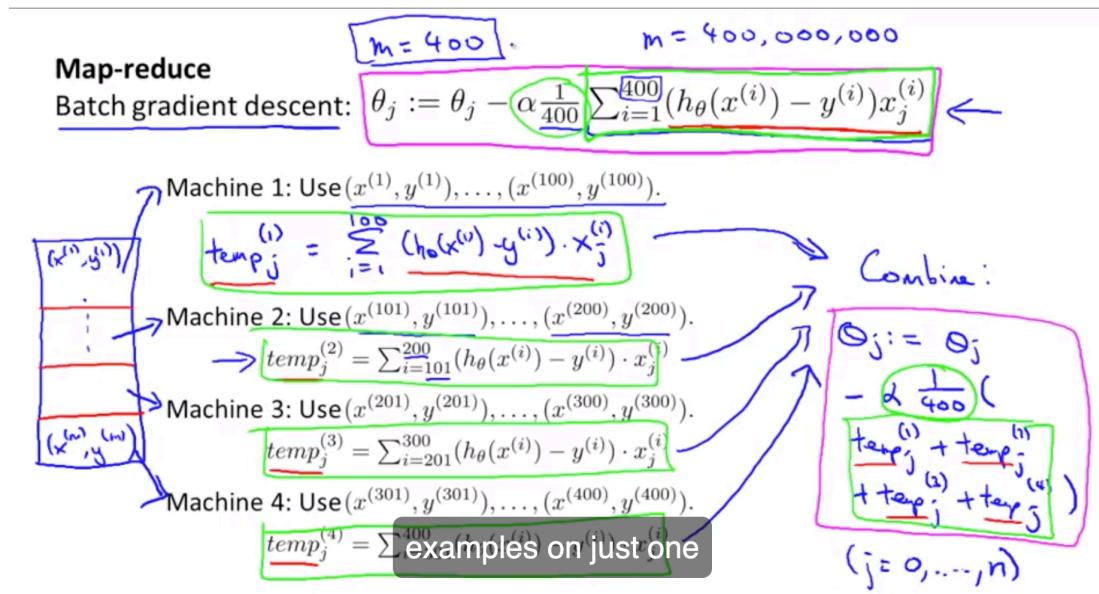 m = 400
m = 400,000,000
Map-reduce
Batch gradient descent: θ_j := θ_j − α 1/400 ∑_{i=1}^{400} (h_θ(x^{(i)}) − y^{(i)})x_j^{(i)}
Machine 1: Use (x^{(1)}, y^{(1)}), . . . , (x^{(100)}, y^{(100)}).
temp_j^{(1)} = ∑_{i=1}^{100} (h_θ(x^{(i)}) - y^{(i)}) · x_j^{(i)}
(x^{(1)}, y^{(1)})
Machine 2: Use (x^{(101)}, y^{(101)}), . . . , (x^{(200)}, y^{(200)}).
temp_j^{(2)} = ∑_{i=101}^{200} (h_θ(x^{(i)}) − y^{(i)}) · x_j^{(i)}
Machine 3: Use (x^{(201)}, y^{(201)}), . . . , (x^{(300)}, y^{(300)}).
temp_j^{(3)} = ∑_{i=201}^{300} (h_θ(x^{(i)}) − y^{(i)}) · x_j^{(i)}
(x^{(m)}, y^{(m)})
Machine 4: Use (x^{(301)}, y^{(301)}), . . . , (x^{(400)}, y^{(400)}).
temp_j^{(4)} = ∑
Combine:
θ_j := θ_j
− α 1/400 (
temp_j^{(1)} + temp_j^{(2)}
+ temp_j^{(3)} + temp_j^{(4)} )
(j = 0, ...., n)
examples on just one